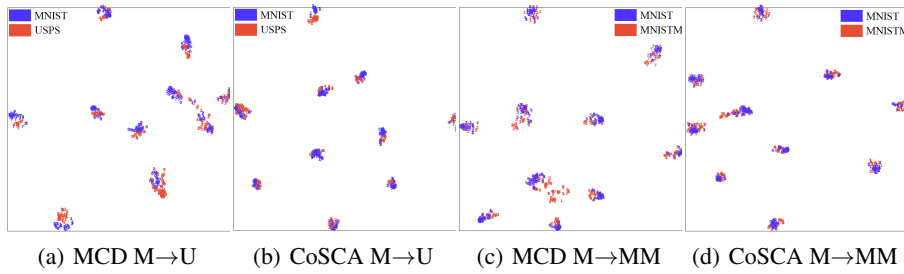 MNIST
USPS
MNIST
USPS
MNIST
MNISTM
MNIST
MNISTM
(a) MCD M→U
(b) CoSCA M→U
(c) MCD M→MM
(d) CoSCA M→MM